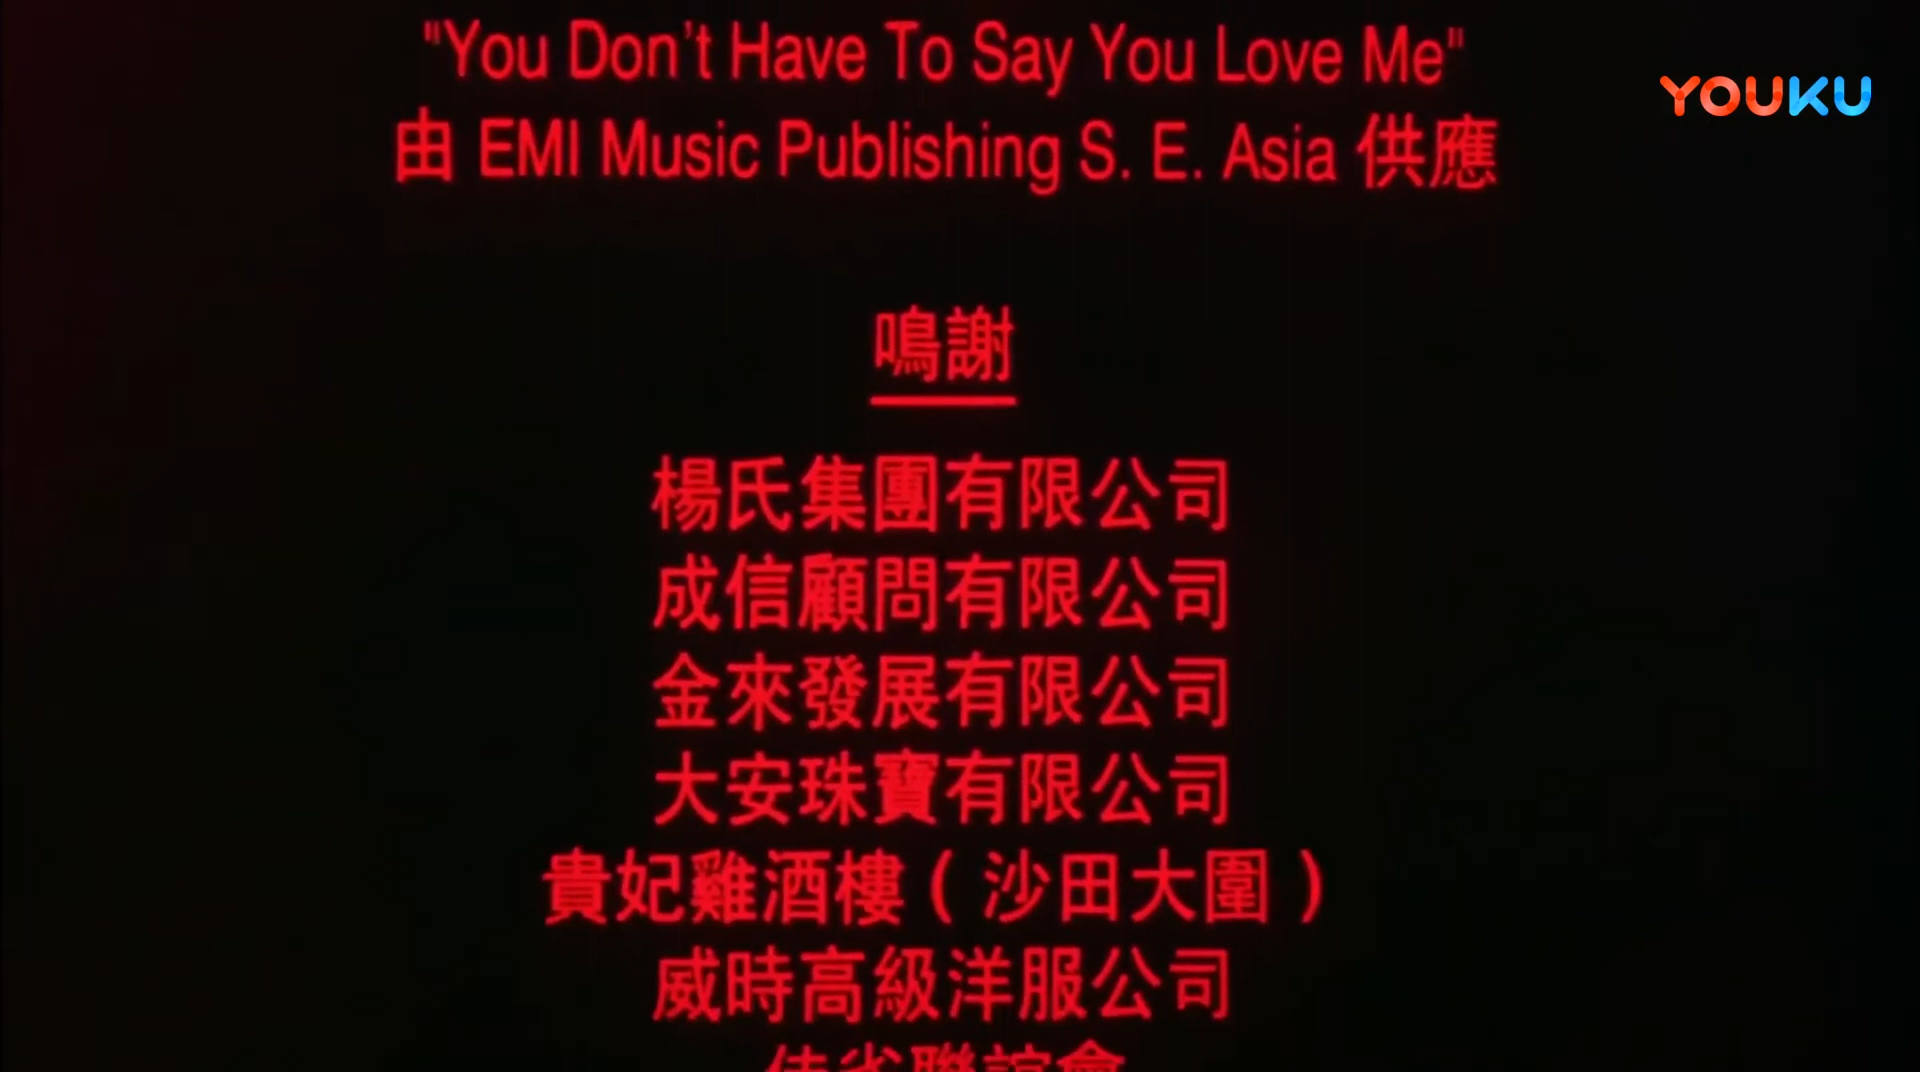 "You Don't Have To Say You Love Me"
YOUKU
由 EMI Music Publishing S. E. Asia 供應
鳴謝
楊氏集團有限公司
成信顧問有限公司
金來發展有限公司
大安珠寶有限公司
貴妃雞酒樓(沙田大圍)
威時高級洋服公司
聯誼會